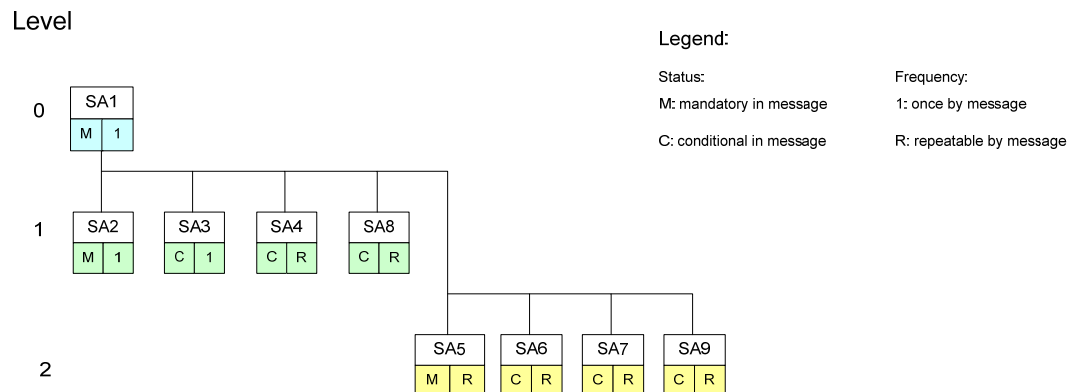 Level
Legend:
Status: Frequency:
M: mandatory in message 1: once by message
C: conditional in message R: repeatable by message
0
SA1
M 1
1
SA2 SA3 SA4 SA8
M 1 C 1 C R C R
2
SA5 SA6 SA7 SA9
M R C R C R C R